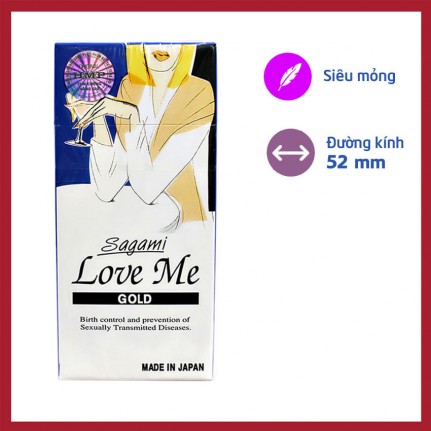 Siêu mỏng
Đường kính
52 mm
Sagami
Love Me
GOLD
Birth control and prevention of
Sexually Transmitted Diseases.
MADE IN JAPAN